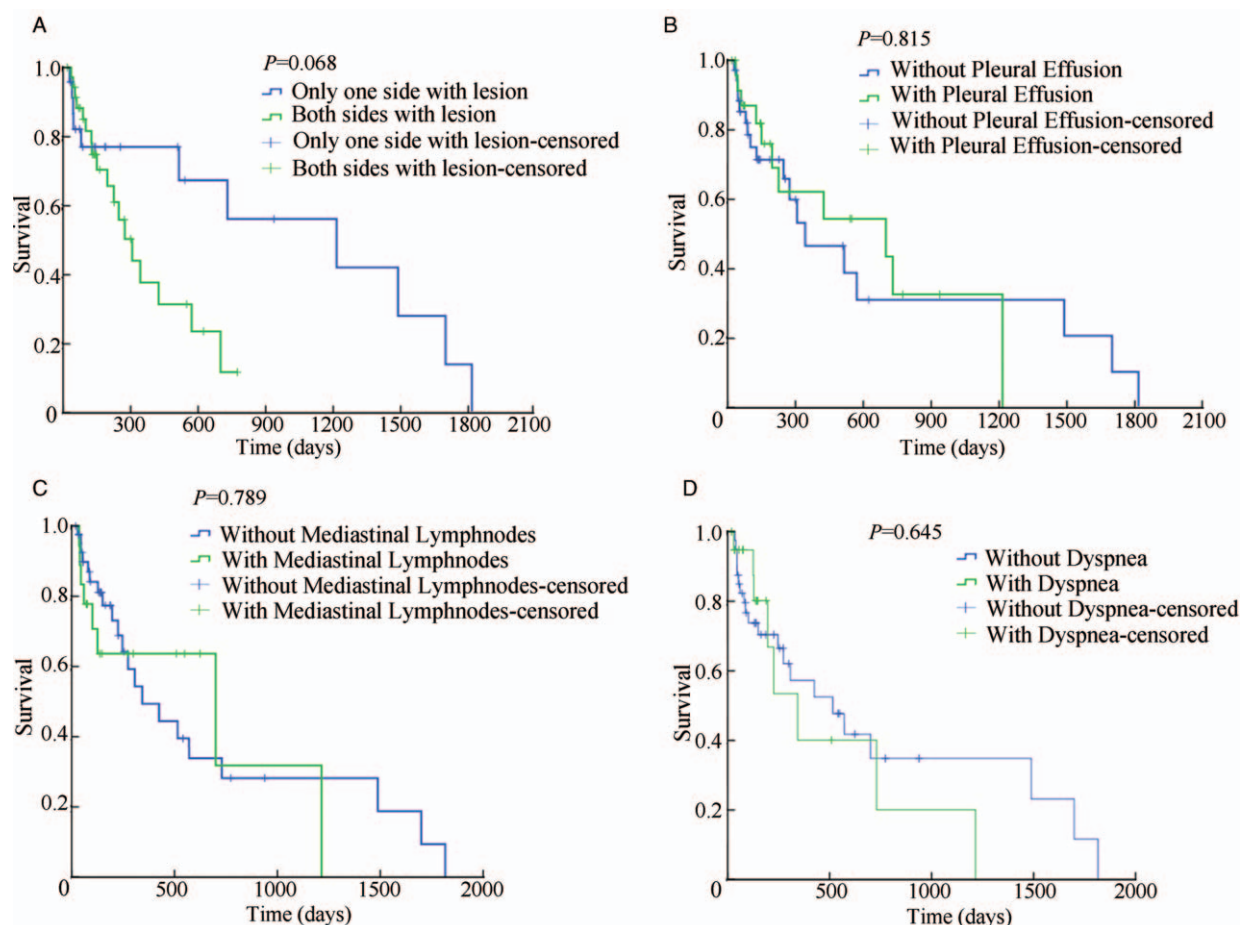 A
P=0.068
Only one side with lesion
Both sides with lesion
Only one side with lesion-censored
Both sides with lesion-censored
Survival
1.0
0.8
0.6
0.4
0.2
0
300 600 900 1200 1500 1800 2100
Time (days)
B
P=0.815
Without Pleural Effusion
With Pleural Effusion
Without Pleural Effusion-censored
With Pleural Effusion-censored
Survival
1.0
0.8
0.6
0.4
0.2
0 300 600 900 1200 1500 1800 2100
Time (days)
C
P=0.789
Without Mediastinal Lymphnodes
With Mediastinal Lymphnodes
Without Mediastinal Lymphnodes-censored
With Mediastinal Lymphnodes-censored
Survival
1.0
0.8
0.6
0.4
0.2
0 500 1000 1500 2000
Time (days)
D
P=0.645
Without Dyspnea
With Dyspnea
Without Dyspnea-censored
With Dyspnea-censored
Survival
1.0
0.8
0.6
0.4
0.2
0 500 1000 1500 2000
Time (days)